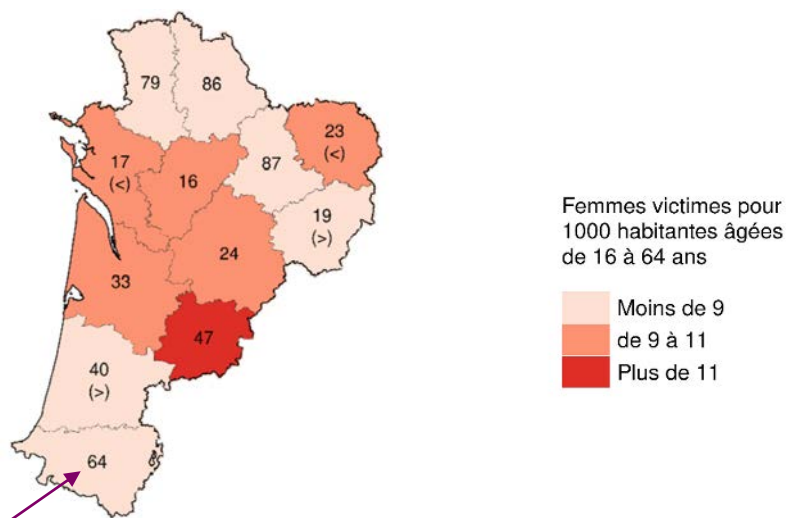 79
86
23
(<)
17
(<)
16
87
19
(>)
24
33
47
40
(>)
64
Femmes victimes pour
1000 habitantes âgées
de 16 à 64 ans
Moins de 9
de 9 à 11
Plus de 11